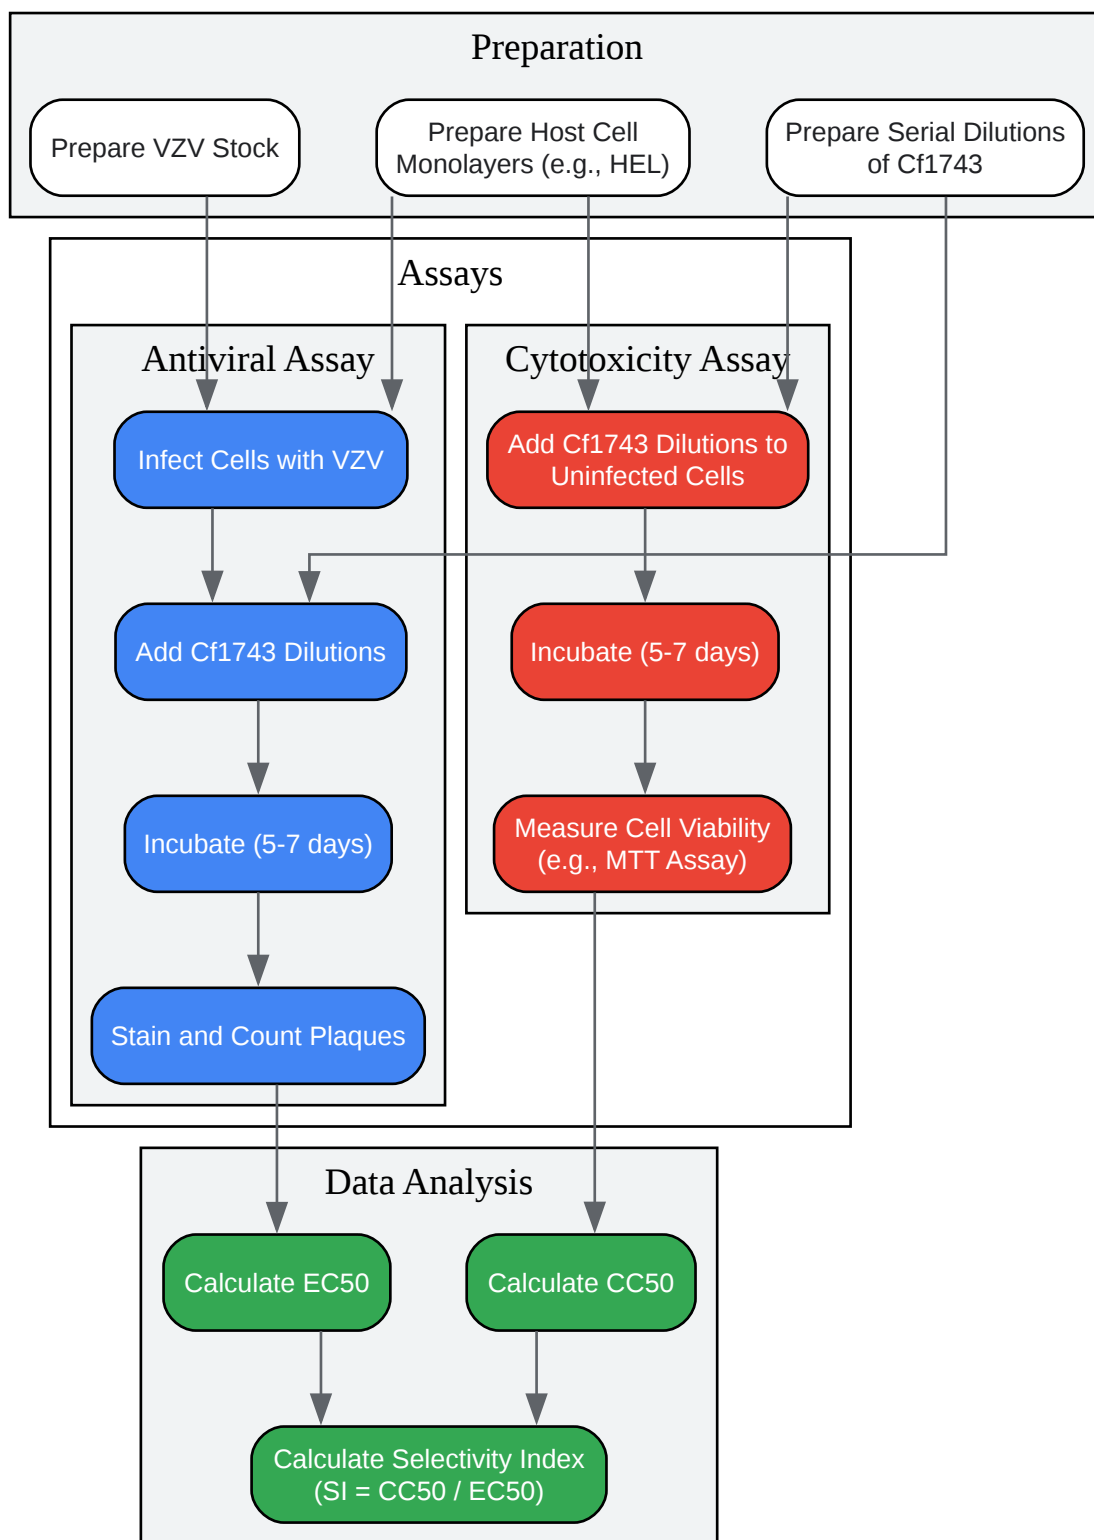 Preparation
Prepare VZV Stock
Prepare Host Cell
Monolayers (e.g., HEL)
Prepare Serial Dilutions
of Cf1743
Assays
Antiviral Assay
Cytotoxicity Assay
Infect Cells with VZV
Add Cf1743 Dilutions to
Uninfected Cells
Add Cf1743 Dilutions
Incubate (5-7 days)
Incubate (5-7 days)
Measure Cell Viability
(e.g., MTT Assay)
Stain and Count Plaques
Data Analysis
Calculate EC50
Calculate CC50
Calculate Selectivity Index
(SI = CC50 / EC50)